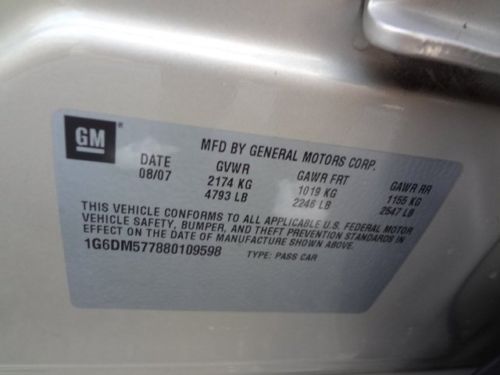 GM
MFD BY GENERAL MOTORS CORP.
DATE GVWR GAWR FRT GAWR RR
08/07 2174 KG 1019 KG 1155 KG
4793 LB 2246 LB 2547 LB
THIS VEHICLE CONFORMS TO ALL APPLICABLE U.S. FEDERAL MOTOR
VEHICLE SAFETY, BUMPER, AND THEFT PREVENTION STANDARDS IN
EFFECT ON THE DATE OF MANUFACTURE SHOWN ABOVE.
1G6DM577880109598 TYPE: PASS CAR